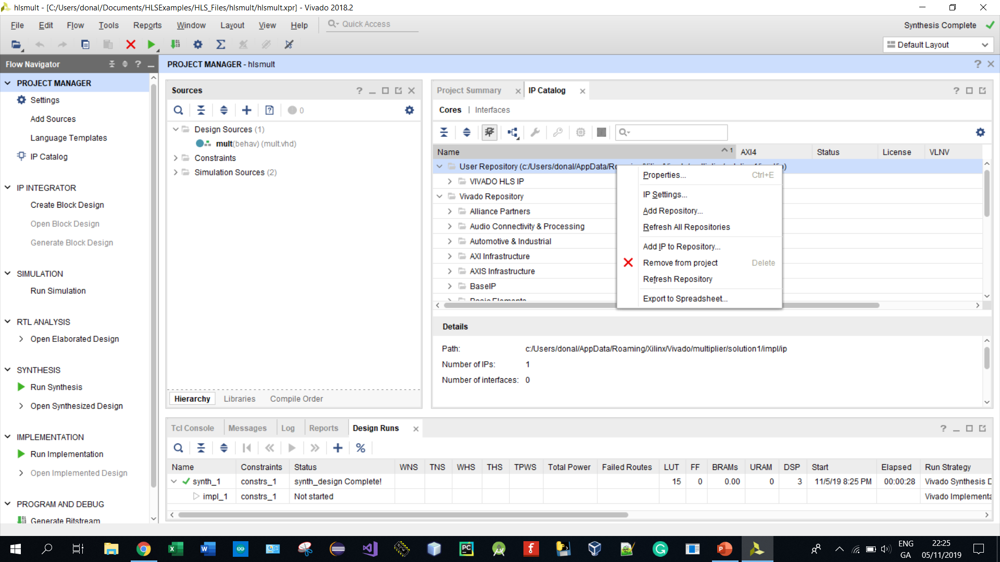 hlsmult - [C:/Users/donal/Documents/HLSExamples/HLS_Files/hlsmult/hlsmult.xpr] - Vivado 2018.2
File Edit Flow Tools Reports Window Layout View Help Quick Access
Synthesis Complete
Default Layout
Flow Navigator
PROJECT MANAGER
Settings
Add Sources
Language Templates
IP Catalog
IP INTEGRATOR
Create Block Design
Open Block Design
Generate Block Design
SIMULATION
Run Simulation
RTL ANALYSIS
Open Elaborated Design
SYNTHESIS
Run Synthesis
Open Synthesized Design
IMPLEMENTATION
Run Implementation
Open Implemented Design
PROGRAM AND DEBUG
Generate Bitstream
PROJECT MANAGER - hlsmult
Sources
0
Design Sources (1)
mult(behav) (mult.vhd)
Constraints
Simulation Sources (2)
Hierarchy Libraries Compile Order
Project Summary IP Catalog
Cores | Interfaces
Name 1 AXI4 Status License VLNV
User Repository (c:/Users/donal/AppData/Ro
VIVADO HLS IP
Vivado Repository
Alliance Partners
Audio Connectivity & Processing
Automotive & Industrial
AXI Infrastructure
AXIS Infrastructure
BaseIP
Basic Elements
Properties... Ctrl+E
IP Settings...
Add Repository...
Refresh All Repositories
Add IP to Repository...
Remove from project Delete
Refresh Repository
Export to Spreadsheet...
Details
Path: c:/Users/donal/AppData/Roaming/Xilinx/Vivado/multiplier/solution1/impl/ip
Number of IPs: 1
Number of interfaces: 0
Tcl Console Messages Log Reports Design Runs
Name Constraints Status WNS TNS WHS THS TPWS Total Power Failed Routes LUT FF BRAMs URAM DSP Start Elapsed Run Strategy
synth_1 constrs_1 synth_design Complete! 15 0 0.00 0 3 11/5/19 8:25 PM 00:00:28 Vivado Synthesis D
impl_1 constrs_1 Not started Vivado Implementa
ENG
GA
22:25
05/11/2019